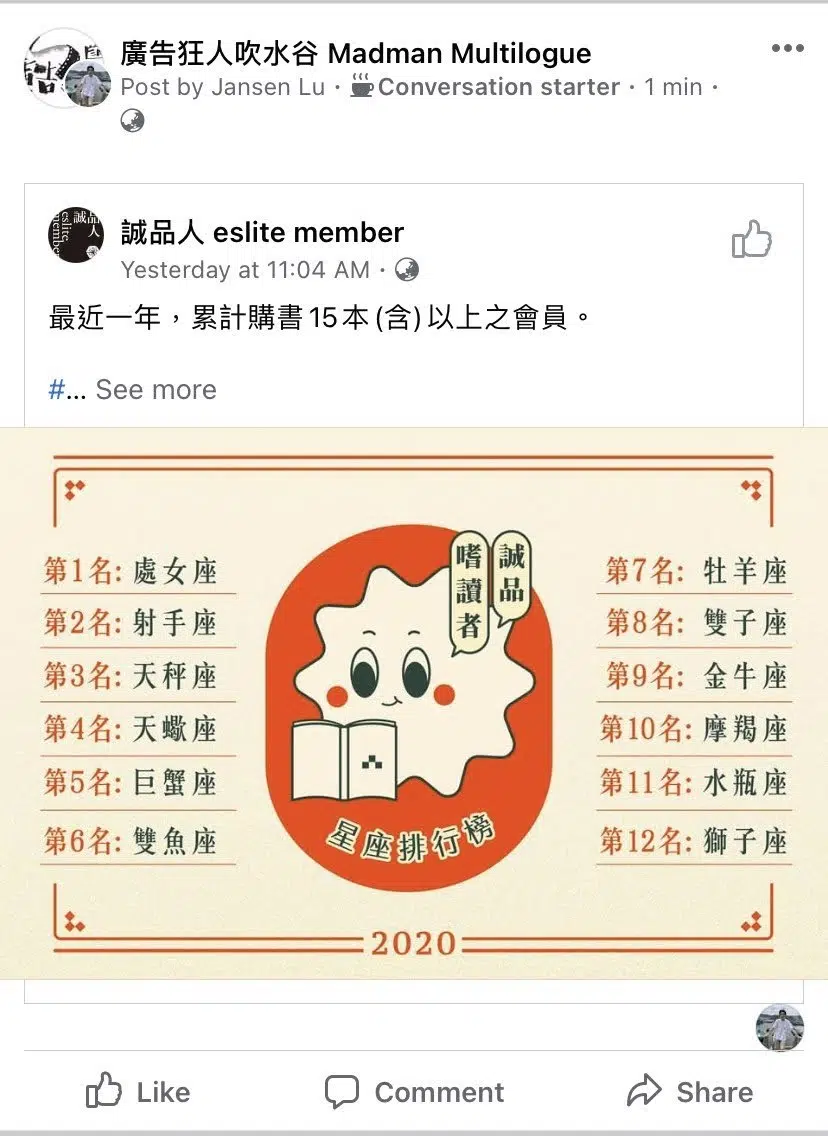 廣告狂人吹水谷 Madman Multilogue
Post by Jansen Lu · Conversation starter · 1 min ·
誠品人 eslite member
Yesterday at 11:04 AM ·
最近一年，累計購書15本(含)以上之會員。
#... See more
誠品
嗜讀者
第1名: 處女座
第2名: 射手座
第3名: 天秤座
第4名: 天蠍座
第5名: 巨蟹座
第6名: 雙魚座
第7名: 牡羊座
第8名: 雙子座
第9名: 金牛座
第10名: 摩羯座
第11名: 水瓶座
第12名: 獅子座
星座排行榜
2020
Like
Comment
Share